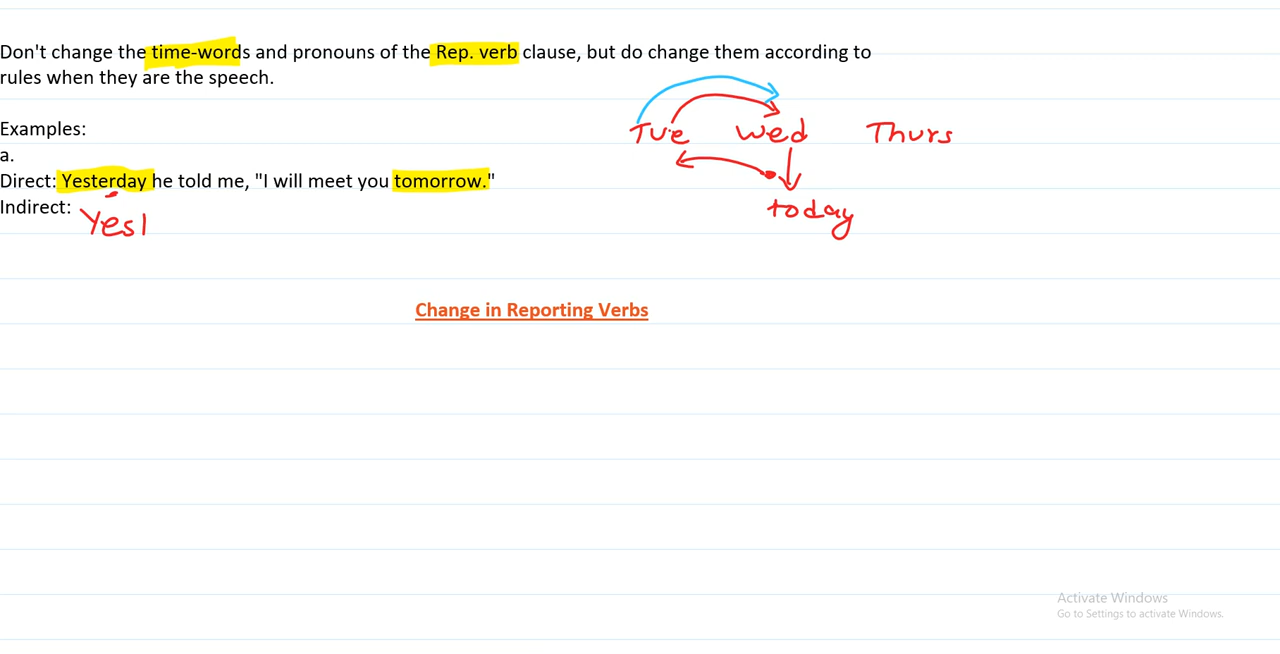 Don't change the time-words and pronouns of the Rep. verb clause, but do change them according to
rules when they are the speech.
Examples:
Tue Wed Thurs
a.
Direct: Yesterday he told me, "I will meet you tomorrow."
today
Indirect: Yesl
Change in Reporting Verbs
Activate Windows
Go to Settings to activate Windows.